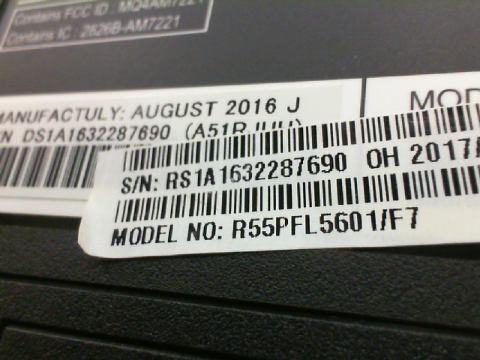 Contains FCC ID : MQ4AM7221
Contains IC : 2826B-AM7221
MANUFACTULY: AUGUST 2016 J
DS1A1632287690 (A51R
MOD
S/N: RS1A1632287690 OH 2017/
MODEL NO: R55PFL5601/F7